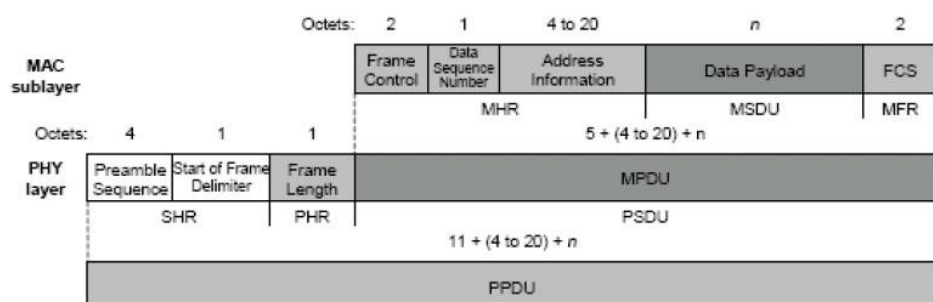 Octets: 2 1 4 to 20 n 2
MAC sublayer
Frame Control
Data Sequence Number
Address Information
Data Payload
FCS
MHR MSDU MFR
Octets: 4 1 1 5 + (4 to 20) + n
PHY layer
Preamble Sequence
Start of Frame Delimiter
Frame Length
MPDU
SHR PHR PSDU
11 + (4 to 20) + n
PPDU